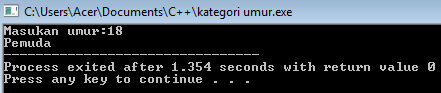 C:\Users\Acer\Documents\C++\kategori umur.exe
Masukan umur:18
Pemuda
--------------------------------
Process exited after 1.354 seconds with return value 0
Press any key to continue . . .